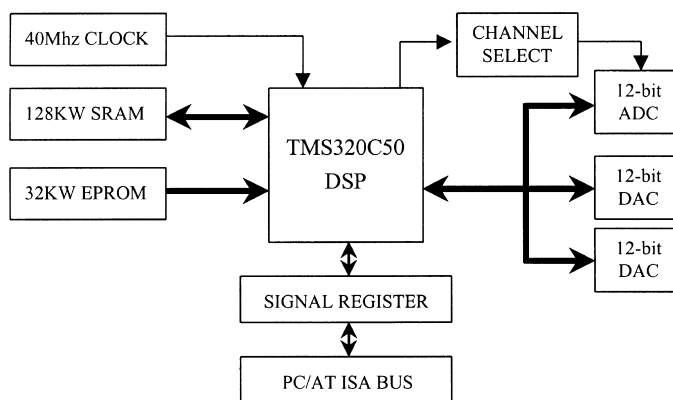 40Mhz CLOCK
CHANNEL
SELECT
128KW SRAM
TMS320C50
DSP
12-bit
ADC
32KW EPROM
12-bit
DAC
12-bit
DAC
SIGNAL REGISTER
PC/AT ISA BUS